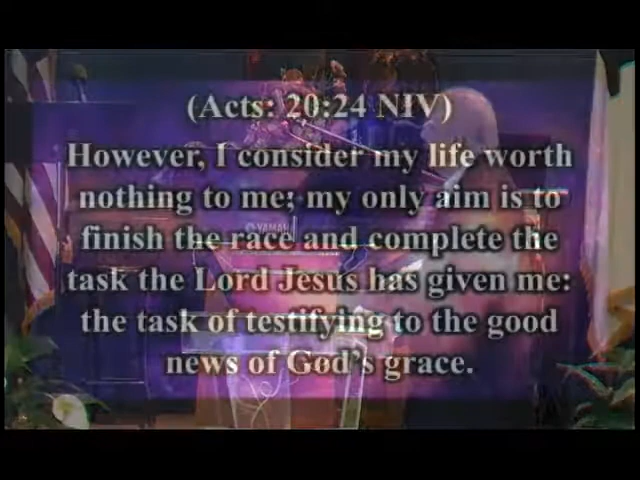 (Acts: 20:24 NIV)
However, I consider my life worth
nothing to me; my only aim is to
YAMAHA
finish the race and complete the
task the Lord Jesus has given me:
the task of testifying to the good
news of God's grace.